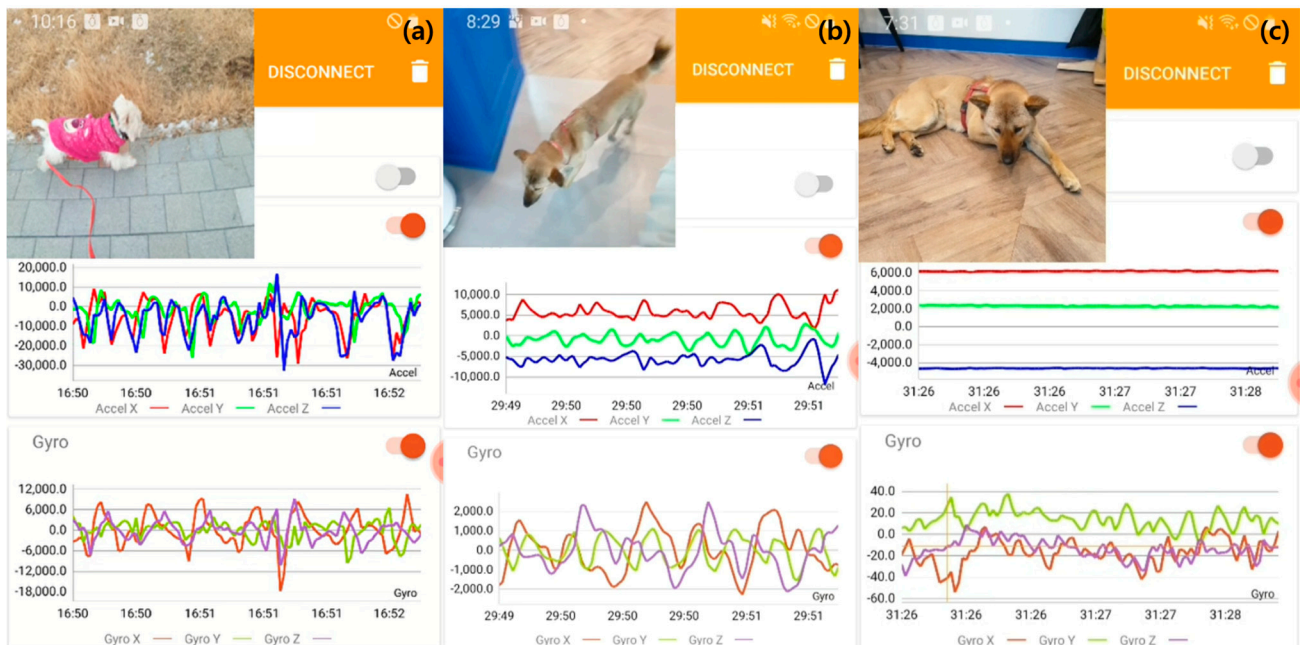 10:16
(a)
DISCONNECT
20,000.0
10,000.0
0.0
-10,000.0
-20,000.0
-30,000.0
Accel
16:50 16:50 16:51 16:51 16:51 16:52
Accel X Accel Y Accel Z
Gyro
12,000.0
6,000.0
0.0
-6,000.0
-12,000.0
-18,000.0
Gyro
16:50 16:50 16:51 16:51 16:51 16:52
Gyro X Gyro Y Gyro Z
8:29
(b)
DISCONNECT
10,000.0
5,000.0
0.0
-5,000.0
-10,000.0
Accel
29:49 29:50 29:50 29:50 29:51 29:51
Accel X Accel Y Accel Z
Gyro
2,000.0
1,000.0
0.0
-1,000.0
-2,000.0
Gyro
29:49 29:50 29:50 29:50 29:51 29:51
Gyro X Gyro Y Gyro Z
7:31
(c)
DISCONNECT
6,000.0
4,000.0
2,000.0
0.0
-2,000.0
-4,000.0
Accel
31:26 31:26 31:26 31:27 31:27 31:28
Accel X Accel Y Accel Z
Gyro
40.0
20.0
0.0
-20.0
-40.0
-60.0
Gyro
31:26 31:26 31:26 31:27 31:27 31:28
Gyro X Gyro Y Gyro Z